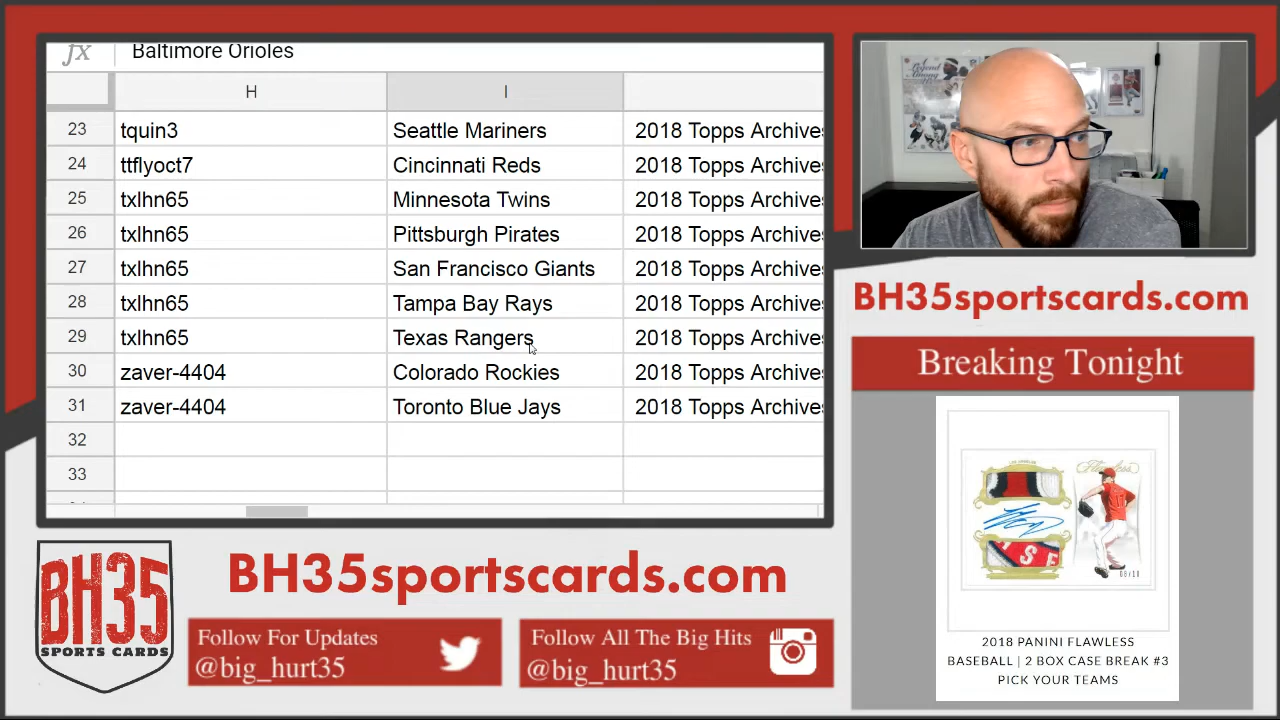 fx Baltimore Orioles
H I
23 tquin3 Seattle Mariners 2018 Topps Archives
24 ttflyoct7 Cincinnati Reds 2018 Topps Archives
25 txlhn65 Minnesota Twins 2018 Topps Archives
26 txlhn65 Pittsburgh Pirates 2018 Topps Archives
27 txlhn65 San Francisco Giants 2018 Topps Archives
28 txlhn65 Tampa Bay Rays 2018 Topps Archives
29 txlhn65 Texas Rangers 2018 Topps Archives
30 zaver-4404 Colorado Rockies 2018 Topps Archives
31 zaver-4404 Toronto Blue Jays 2018 Topps Archives
32
33
BH35sportscards.com
Breaking Tonight
Flawless
2018 PANINI FLAWLESS
BASEBALL | 2 BOX CASE BREAK #3
PICK YOUR TEAMS
BH35
SPORTS CARDS
BH35sportscards.com
Follow For Updates
@big_hurt35
Follow All The Big Hits
@big_hurt35